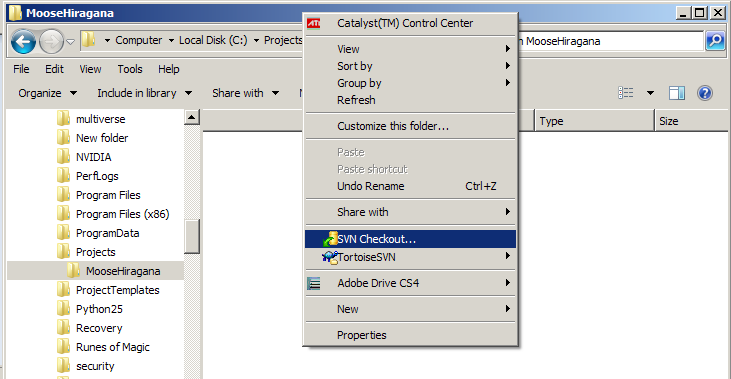 MooseHiragana
Computer Local Disk (C:) Projects MooseHiragana
File Edit View Tools Help
Organize Include in library Share with
Type Size
multiverse
New folder
NVIDIA
PerfLogs
Program Files
Program Files (x86)
ProgramData
Projects
MooseHiragana
ProjectTemplates
Python25
Recovery
Runes of Magic
security
Catalyst(TM) Control Center
View
Sort by
Group by
Refresh
Customize this folder...
Paste
Paste shortcut
Undo Rename Ctrl+Z
Share with
SVN Checkout...
TortoiseSVN
Adobe Drive CS4
New
Properties